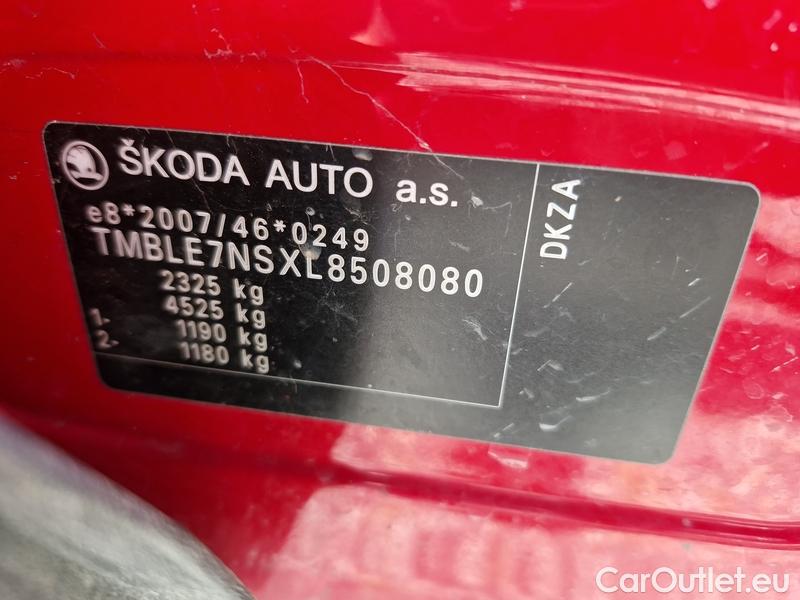 ŠKODA AUTO a.s.
e8*2007/46*0249
TMBLE7NSXL8508080
2325 kg
4525 kg
1- 1190 kg
2- 1180 kg
DKZA
CarOutlet.eu